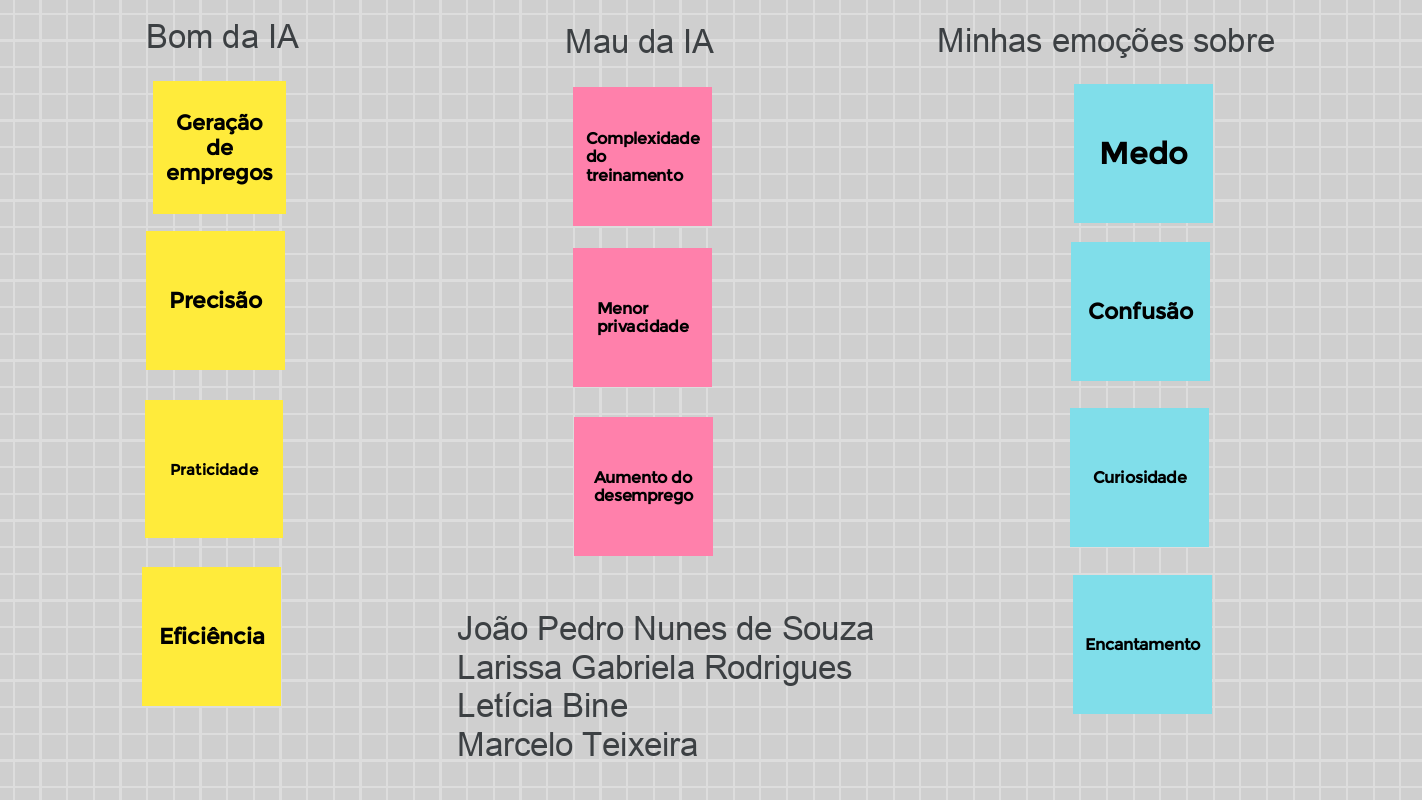 Bom da IA
Geração
de
empregos
Precisão
Praticidade
Eficiência
Mau da IA
Complexidade
do
treinamento
Menor
privacidade
Aumento do
desemprego
Minhas emoções sobre
Medo
Confusão
Curiosidade
Encantamento
João Pedro Nunes de Souza
Larissa Gabriela Rodrigues
Letícia Bine
Marcelo Teixeira